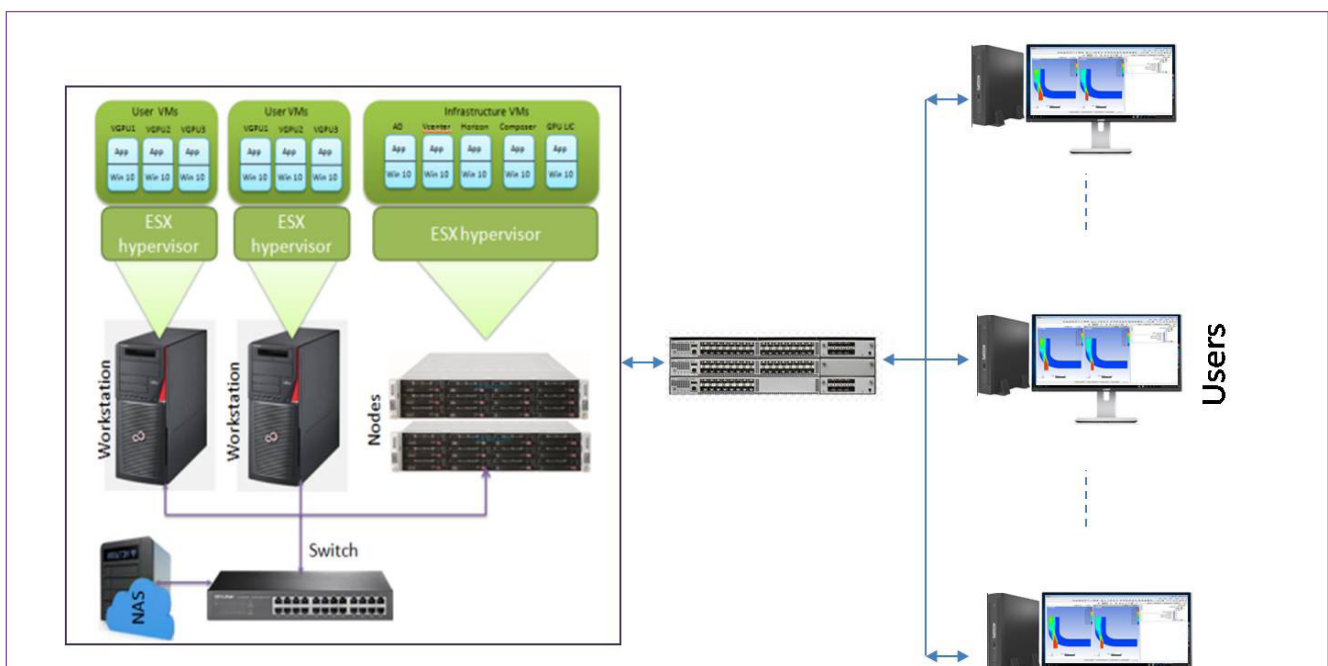 User VMs
VGPU1 VGPU2 VGPU3
App App App
Win 10 Win 10 Win 10
ESX
hypervisor
User VMs
VGPU1 VGPU2 VGPU3
App App App
Win 10 Win 10 Win 10
ESX
hypervisor
Infrastructure VMs
AD Vcenter Horizon Composer GPU LIC
App App App App App
Win 10 Win 10 Win 10 Win 10 Win 10
ESX hypervisor
Workstation
Workstation
Nodes
Switch
NAS
Users